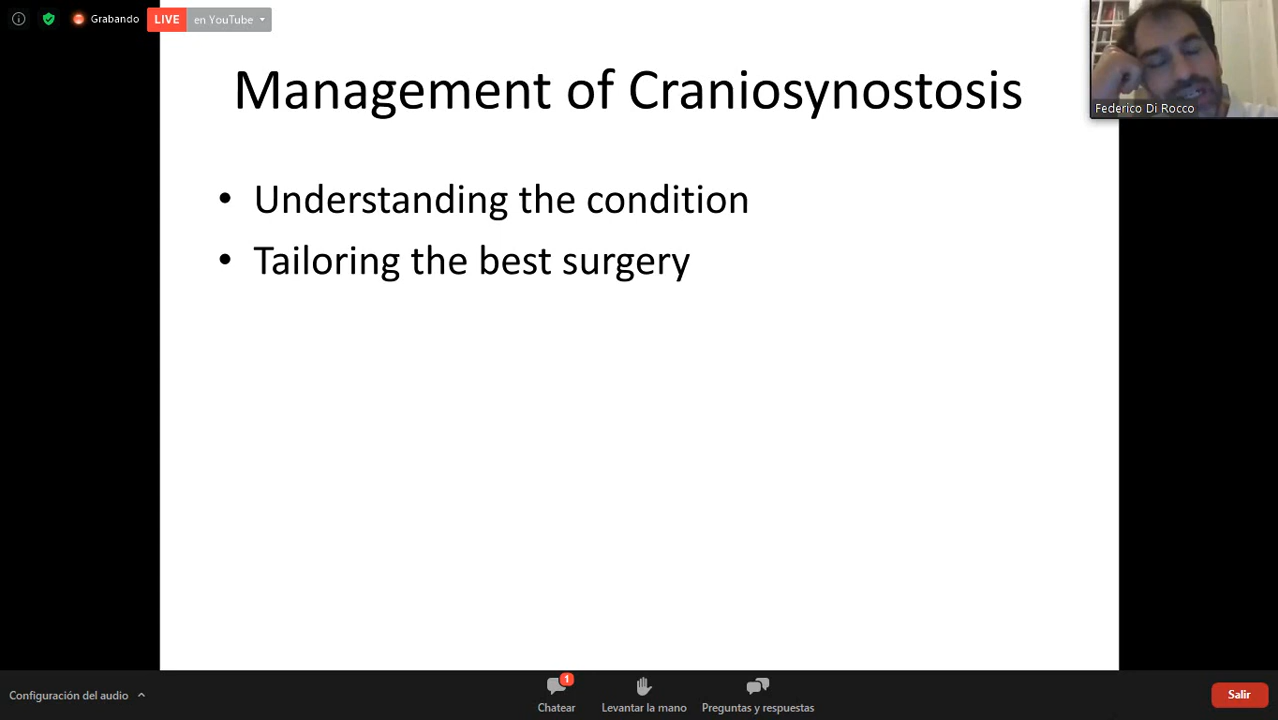 Grabando
LIVE
en YouTube
Federico Di Rocco
Management of Craniosynostosis
• Understanding the condition
• Tailoring the best surgery
Configuración del audio
1
Chatear
Levantar la mano
Preguntas y respuestas
Salir